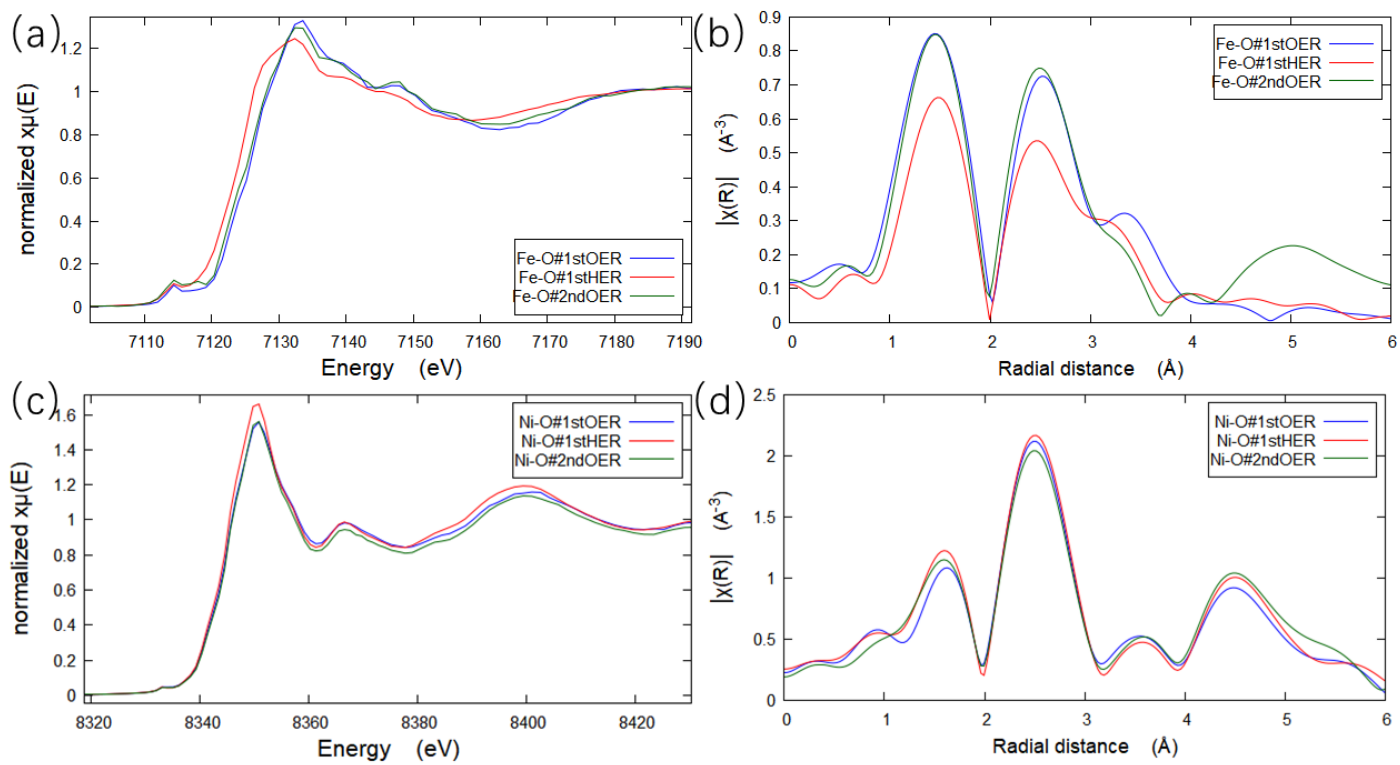 (a)
normalized xμ(E)
1.2
1
0.8
0.6
0.4
0.2
0
Fe-O#1stOER
Fe-O#1stHER
Fe-O#2ndOER
7110 7120 7130 7140 7150 7160 7170 7180 7190
Energy (eV)
(b)
|χ(R)| (A⁻³)
0.9
0.8
0.7
0.6
0.5
0.4
0.3
0.2
0.1
0
Fe-O#1stOER
Fe-O#1stHER
Fe-O#2ndOER
0 1 2 3 4 5 6
Radial distance (Å)
(c)
normalized xμ(E)
1.6
1.4
1.2
1
0.8
0.6
0.4
0.2
0
Ni-O#1stOER
Ni-O#1stHER
Ni-O#2ndOER
8320 8340 8360 8380 8400 8420
Energy (eV)
(d)
|χ(R)| (A⁻³)
2.5
2
1.5
1
0.5
0
Ni-O#1stOER
Ni-O#1stHER
Ni-O#2ndOER
0 1 2 3 4 5 6
Radial distance (Å)